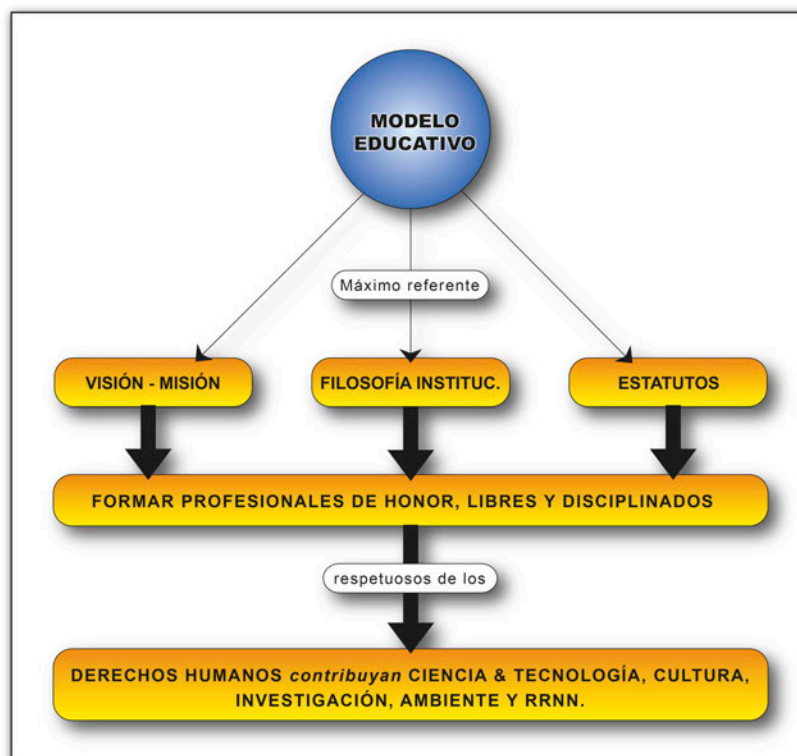 MODELO
EDUCATIVO
Máximo referente
VISIÓN - MISIÓN
FILOSOFÍA INSTITUC.
ESTATUTOS
FORMAR PROFESIONALES DE HONOR, LIBRES Y DISCIPLINADOS
respetuosos de los
DERECHOS HUMANOS contribuyan CIENCIA & TECNOLOGÍA, CULTURA,
INVESTIGACIÓN, AMBIENTE Y RRNN.